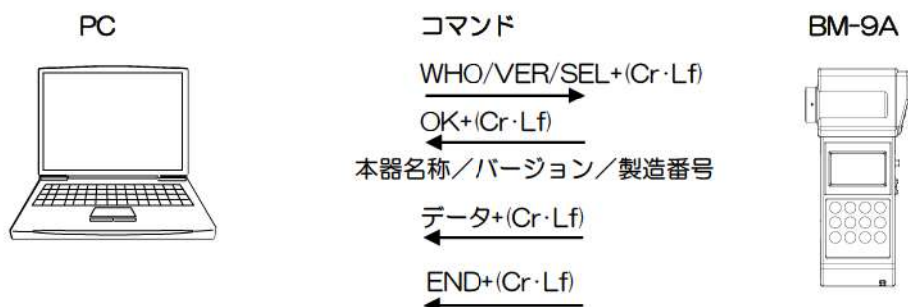 PC
コマンド
BM-9A
WHO/VER/SEL+(Cr·Lf)
OK+(Cr·Lf)
本器名称／バージョン／製造番号
データ+(Cr·Lf)
END+(Cr·Lf)